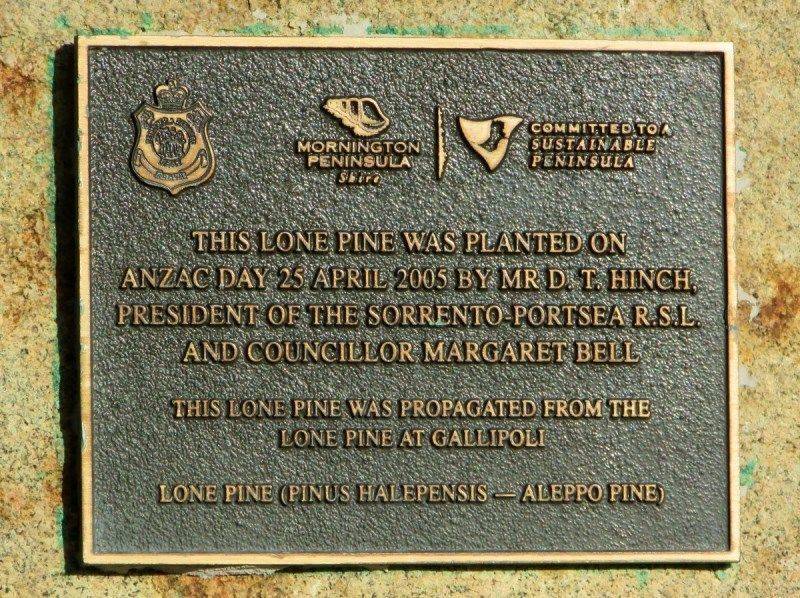 MORNINGTON
PENINSULA
Shire
COMMITTED TO A
SUSTAINABLE
PENINSULA
THIS LONE PINE WAS PLANTED ON
ANZAC DAY 25 APRIL 2005 BY MR D. T. HINCH,
PRESIDENT OF THE SORRENTO-PORTSEA R.S.L.
AND COUNCILLOR MARGARET BELL
THIS LONE PINE WAS PROPAGATED FROM THE
LONE PINE AT GALLIPOLI
LONE PINE (PINUS HALEPENSIS — ALEPPO PINE)